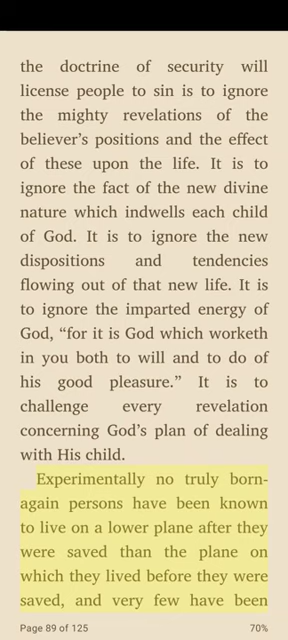 the doctrine of security will
license people to sin is to ignore
the mighty revelations of the
believer’s positions and the effect
of these upon the life. It is to
ignore the fact of the new divine
nature which indwells each child
of God. It is to ignore the new
dispositions and tendencies
flowing out of that new life. It is
to ignore the imparted energy of
God, “for it is God which worketh
in you both to will and to do of
his good pleasure.” It is to
challenge every revelation
concerning God’s plan of dealing
with His child.
Experimentally no truly born-
again persons have been known
to live on a lower plane after they
were saved than the plane on
which they lived before they were
saved, and very few have been
Page 89 of 125 70%